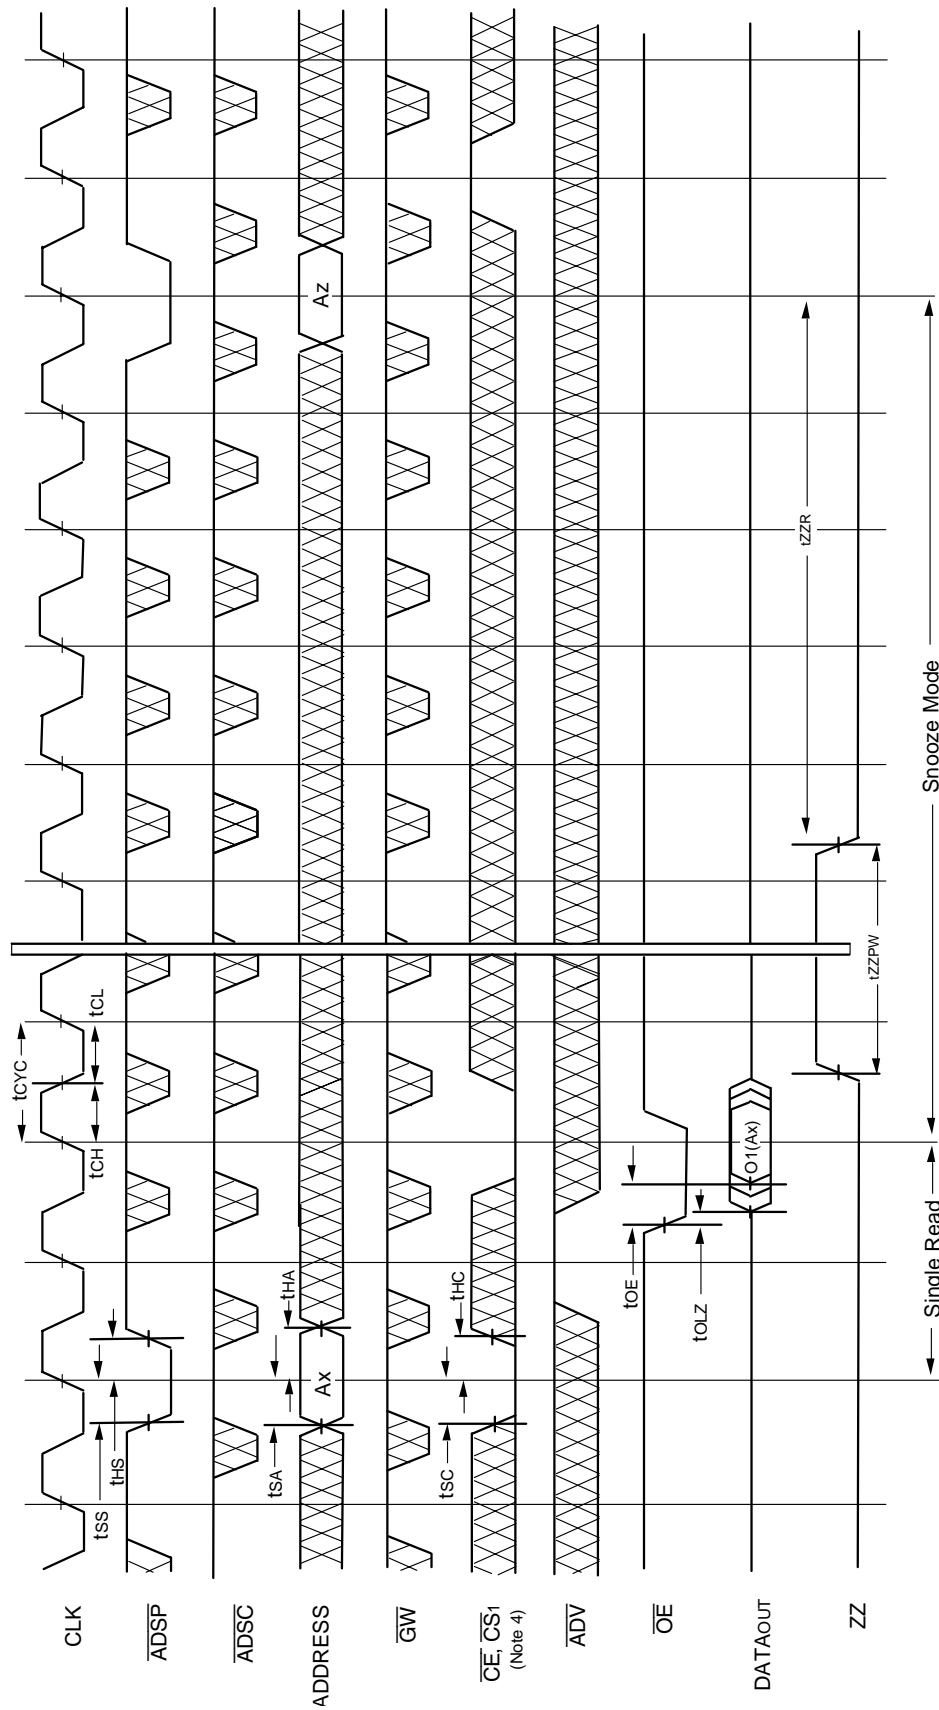 CLK
ADSP
ADSC
ADDRESS
GW
CE, CS1
(Note 4)
ADV
OE
DATAOUT
ZZ
tSS
tHS
tSA
tHA
Ax
tSC
tHC
tOLZ
tOE
O1(Ax)
tCH
tCYC
tCL
tZZPW
tZZR
Az
Single Read
Snooze Mode